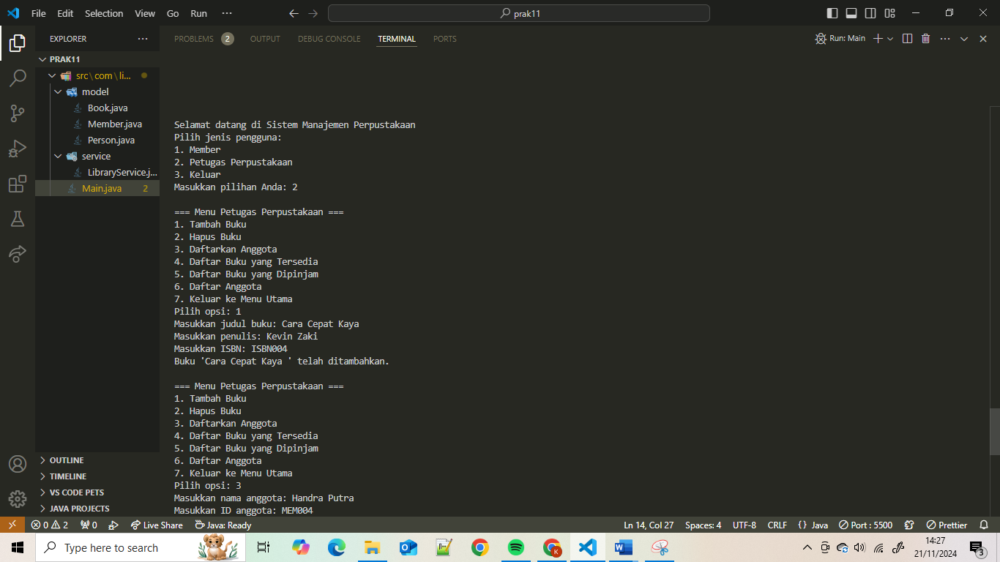 File Edit Selection View Go Run ··· prak11
EXPLORER ···
PRAK11
src\com\li...
model
Book.java
Member.java
Person.java
service
LibraryService.j...
Main.java 2
OUTLINE
TIMELINE
VS CODE PETS
JAVA PROJECTS
PROBLEMS 2 OUTPUT DEBUG CONSOLE TERMINAL PORTS Run: Main
Selamat datang di Sistem Manajemen Perpustakaan
Pilih jenis pengguna:
1. Member
2. Petugas Perpustakaan
3. Keluar
Masukkan pilihan Anda: 2
=== Menu Petugas Perpustakaan ===
1. Tambah Buku
2. Hapus Buku
3. Daftarkan Anggota
4. Daftar Buku yang Tersedia
5. Daftar Buku yang Dipinjam
6. Daftar Anggota
7. Keluar ke Menu Utama
Pilih opsi: 1
Masukkan judul buku: Cara Cepat Kaya
Masukkan penulis: Kevin Zaki
Masukkan ISBN: ISBN004
Buku 'Cara Cepat Kaya ' telah ditambahkan.
=== Menu Petugas Perpustakaan ===
1. Tambah Buku
2. Hapus Buku
3. Daftarkan Anggota
4. Daftar Buku yang Tersedia
5. Daftar Buku yang Dipinjam
6. Daftar Anggota
7. Keluar ke Menu Utama
Pilih opsi: 3
Masukkan nama anggota: Handra Putra
Masukkan ID anggota: MEM004
0 2 0 Live Share Java: Ready Ln 14, Col 27 Spaces: 4 UTF-8 CRLF {} Java Port : 5500 Prettier
Type here to search
14:27
21/11/2024
3